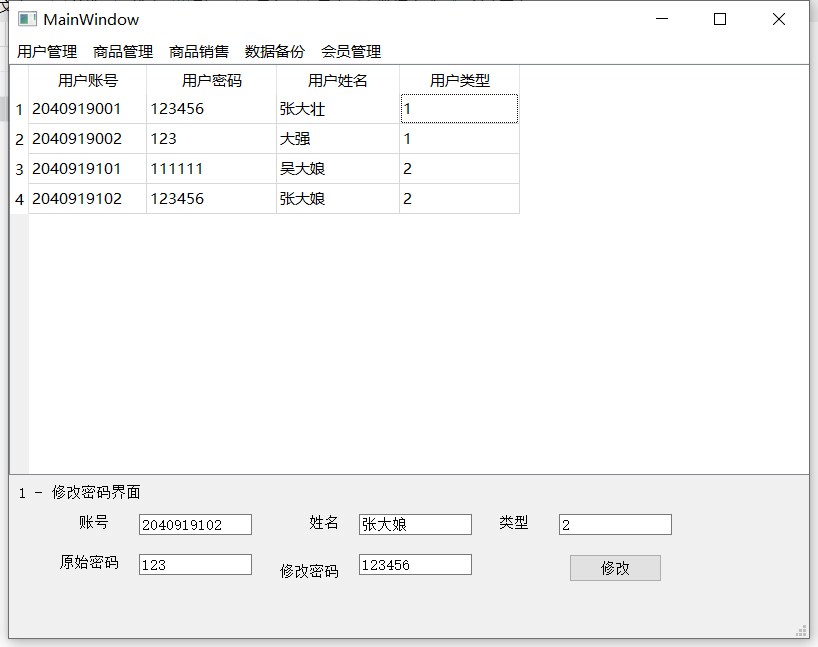 MainWindow
用户管理 商品管理 商品销售 数据备份 会员管理
用户账号 用户密码 用户姓名 用户类型
1 2040919001 123456 张大壮 1
2 2040919002 123 大强 1
3 2040919101 111111 吴大娘 2
4 2040919102 123456 张大娘 2
1 - 修改密码界面
账号 2040919102 姓名 张大娘 类型 2
原始密码 123 修改密码 123456 修改